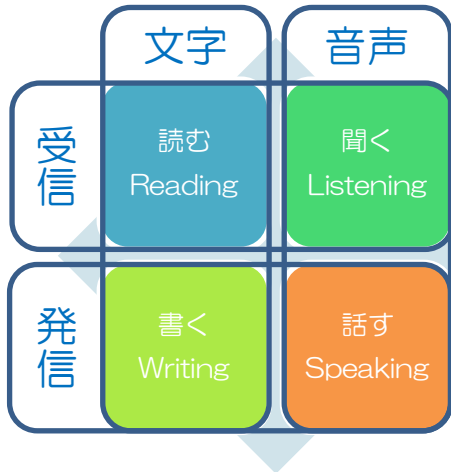 文字
音声
受信
読む
Reading
聞く
Listening
発信
書く
Writing
話す
Speaking